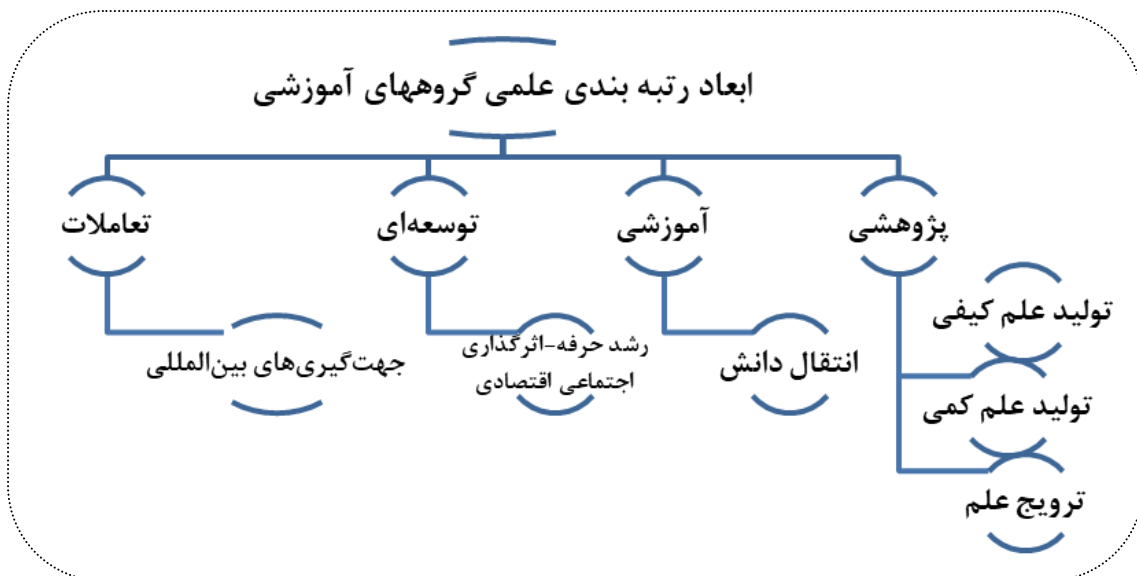 ابعاد رتبه بندی علمی گروههای آموزشی
پژوهشی
آموزشی
توسعه‌ای
تعاملات
تولید علم کیفی
تولید علم کمی
ترویج علم
انتقال دانش
رشد حرفه-اثرگذاری
اجتماعی اقتصادی
جهت‌گیری‌های بین‌المللی